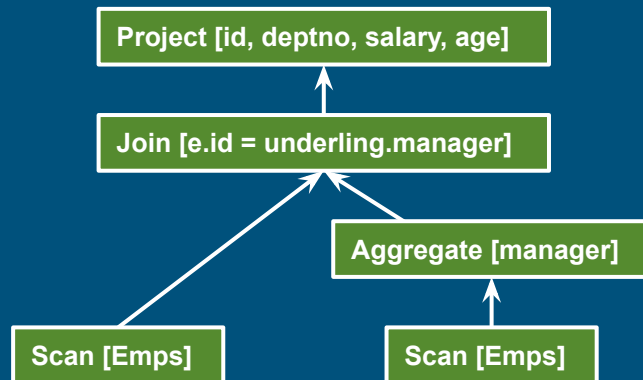 Project [id, deptno, salary, age]
Join [e.id = underling.manager]
Aggregate [manager]
Scan [Emps]
Scan [Emps]